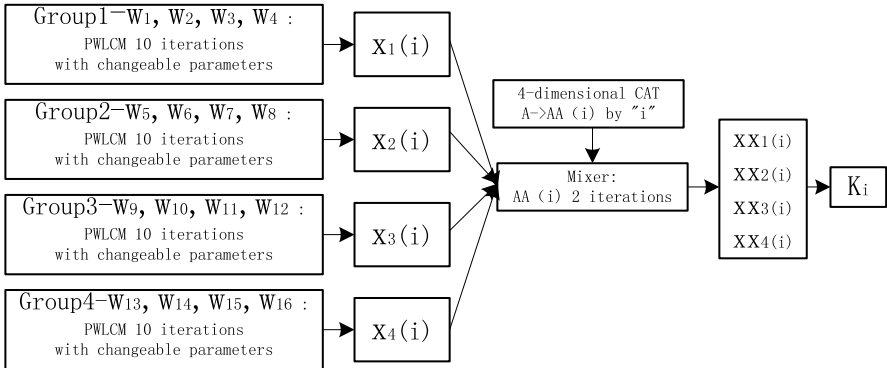 Group1-W1, W2, W3, W4 :
PWLCM 10 iterations
with changeable parameters
X1(i)
Group2-W5, W6, W7, W8 :
PWLCM 10 iterations
with changeable parameters
X2(i)
Group3-W9, W10, W11, W12 :
PWLCM 10 iterations
with changeable parameters
X3(i)
Group4-W13, W14, W15, W16 :
PWLCM 10 iterations
with changeable parameters
X4(i)
4-dimensional CAT
A->AA (i) by "i"
Mixer:
AA (i) 2 iterations
XX1(i)
XX2(i)
XX3(i)
XX4(i)
Ki